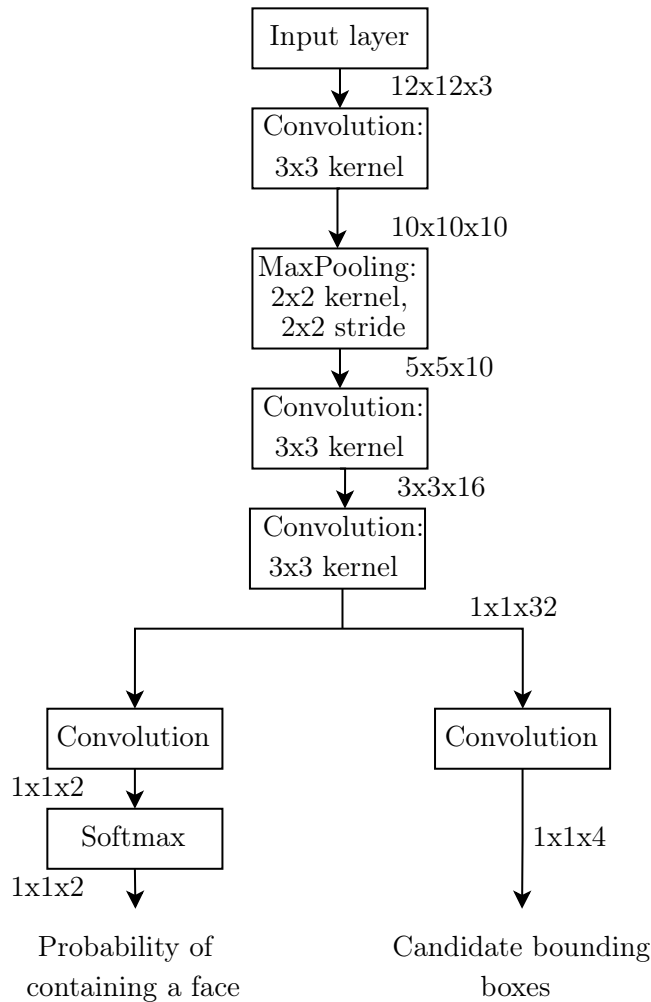 Input layer
12x12x3
Convolution:
3x3 kernel
10x10x10
MaxPooling:
2x2 kernel,
2x2 stride
5x5x10
Convolution:
3x3 kernel
3x3x16
Convolution:
3x3 kernel
1x1x32
Convolution
1x1x2
Softmax
1x1x2
Probability of
containing a face
Convolution
1x1x4
Candidate bounding
boxes